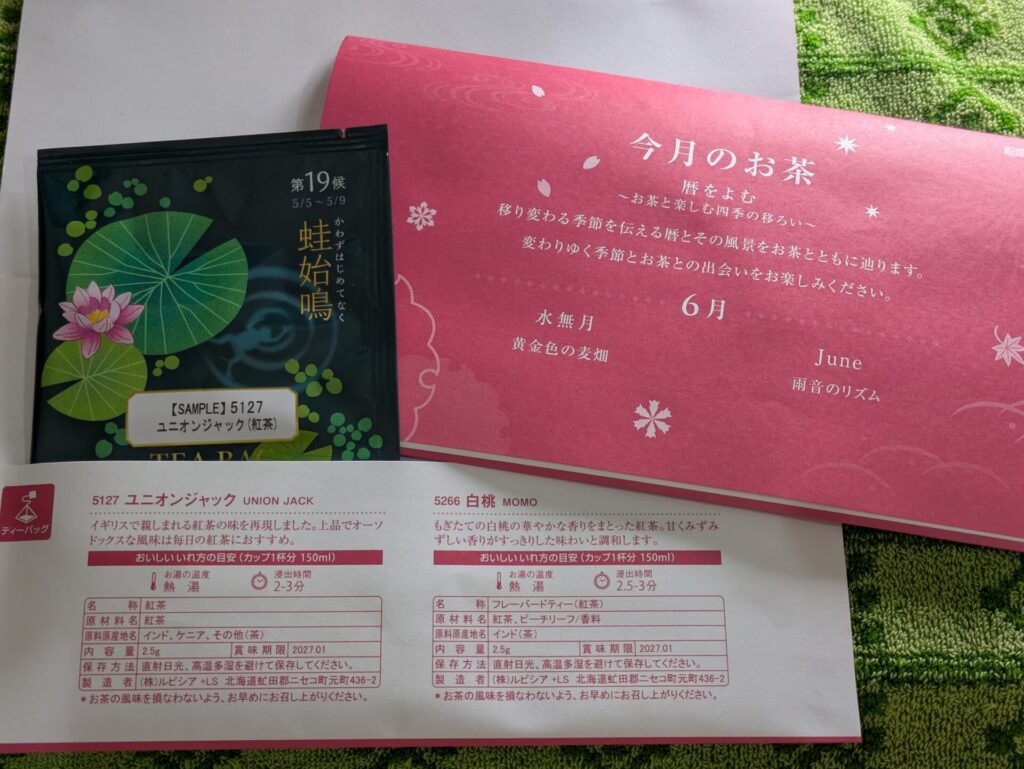 第19候
5/5～5/9
かわずはじめてなく
蛙始鳴
【SAMPLE】5127
ユニオンジャック(紅茶)
今月のお茶
暦をよむ
～お茶と楽しむ四季の移ろい～
移り変わる季節を伝える暦とその風景をお茶とともに辿ります。
変わりゆく季節とお茶との出会いをお楽しみください。
6月
水無月
黄金色の麦畑
June
雨音のリズム
ティーバッグ
5127 ユニオンジャック UNION JACK
イギリスで親しまれる紅茶の味を再現しました。上品でオーソ
ドックスな風味は毎日の紅茶におすすめ。
おいしいいれ方の目安(カップ1杯分 150ml)
お湯の温度
熱湯
浸出時間
2-3分
名称 紅茶
原材料名 紅茶
原料原産地名 インド、ケニア、その他(茶)
内容量 2.5g 賞味期限 2027.01
保存方法 直射日光、高温多湿を避けて保存してください。
製造者 (株)ルピシア +LS 北海道虻田郡ニセコ町元町436-2
*お茶の風味を損なわないよう、お早めにお召し上がりください。
5266 白桃 MOMO
もぎたての白桃の華やかな香りをまとった紅茶。甘くみずみ
ずしい香りがすっきりした味わいと調和します。
おいしいいれ方の目安(カップ1杯分 150ml)
お湯の温度
熱湯
浸出時間
2.5-3分
名称 フレーバードティー(紅茶)
原材料名 紅茶、ピーチリーフ/香料
原料原産地名 インド(茶)
内容量 2.5g 賞味期限 2027.01
保存方法 直射日光、高温多湿を避けて保存してください。
製造者 (株)ルピシア +LS 北海道虻田郡ニセコ町元町436-2
*お茶の風味を損なわないよう、お早めにお召し上がりください。